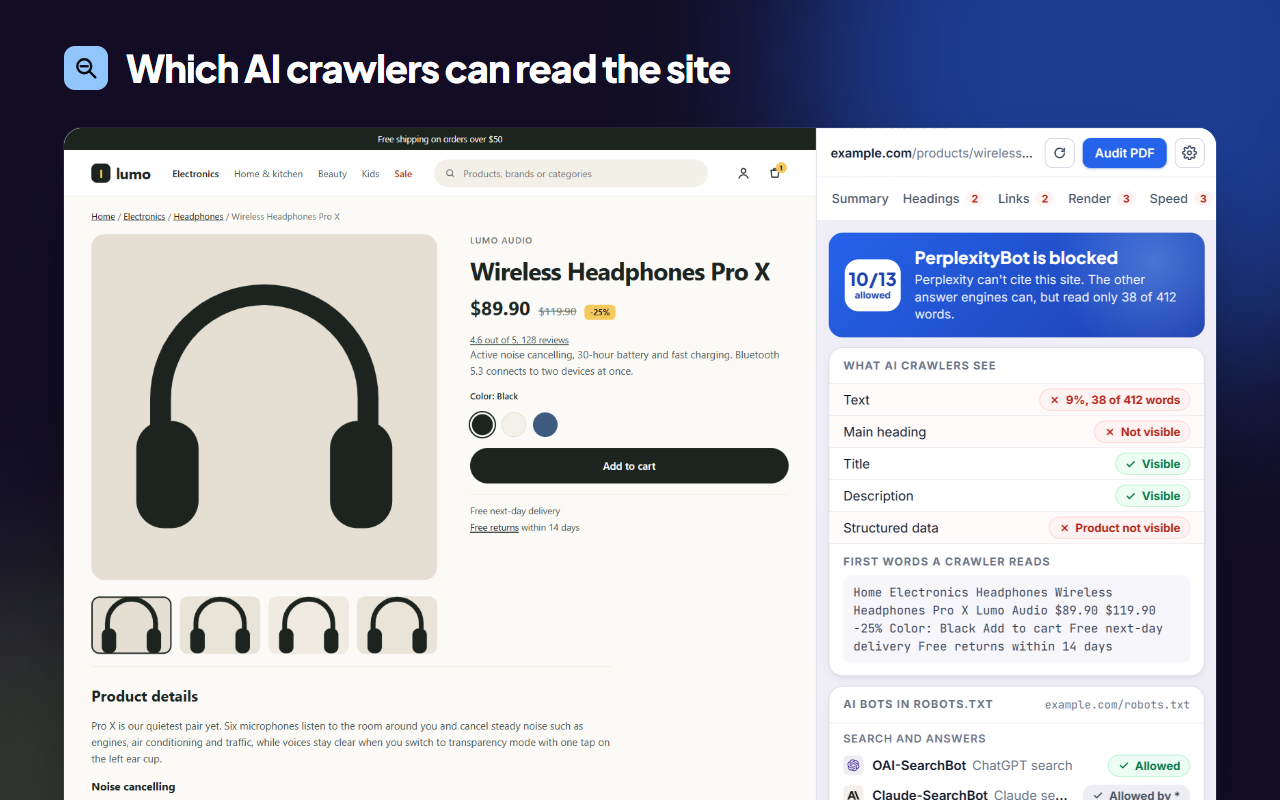 Which AI crawlers can read the site
Free shipping on orders over $50
l lumo Electronics Home & kitchen Beauty Kids Sale Products, brands or categories 1
Home / Electronics / Headphones / Wireless Headphones Pro X
LUMO AUDIO
Wireless Headphones Pro X
$89.90 $119.90 -25%
4.6 out of 5, 128 reviews
Active noise cancelling, 30-hour battery and fast charging. Bluetooth
5.3 connects to two devices at once.
Color: Black
Add to cart
Free next-day delivery
Free returns within 14 days
Product details
Pro X is our quietest pair yet. Six microphones listen to the room around you and cancel steady noise such as
engines, air conditioning and traffic, while voices stay clear when you switch to transparency mode with one tap on
the left ear cup.
Noise cancelling
example.com/products/wireless... Audit PDF
Summary Headings 2 Links 2 Render 3 Speed 3
10/13
allowed
PerplexityBot is blocked
Perplexity can't cite this site. The other
answer engines can, but read only 38 of 412
words.
WHAT AI CRAWLERS SEE
Text 9%, 38 of 412 words
Main heading Not visible
Title Visible
Description Visible
Structured data Product not visible
FIRST WORDS A CRAWLER READS
Home Electronics Headphones Wireless
Headphones Pro X Lumo Audio $89.90 $119.90
-25% Color: Black Add to cart Free next-day
delivery Free returns within 14 days
AI BOTS IN ROBOTS.TXT example.com/robots.txt
SEARCH AND ANSWERS
OAI-SearchBot ChatGPT search Allowed
Claude-SearchBot Claude se... Allowed by *